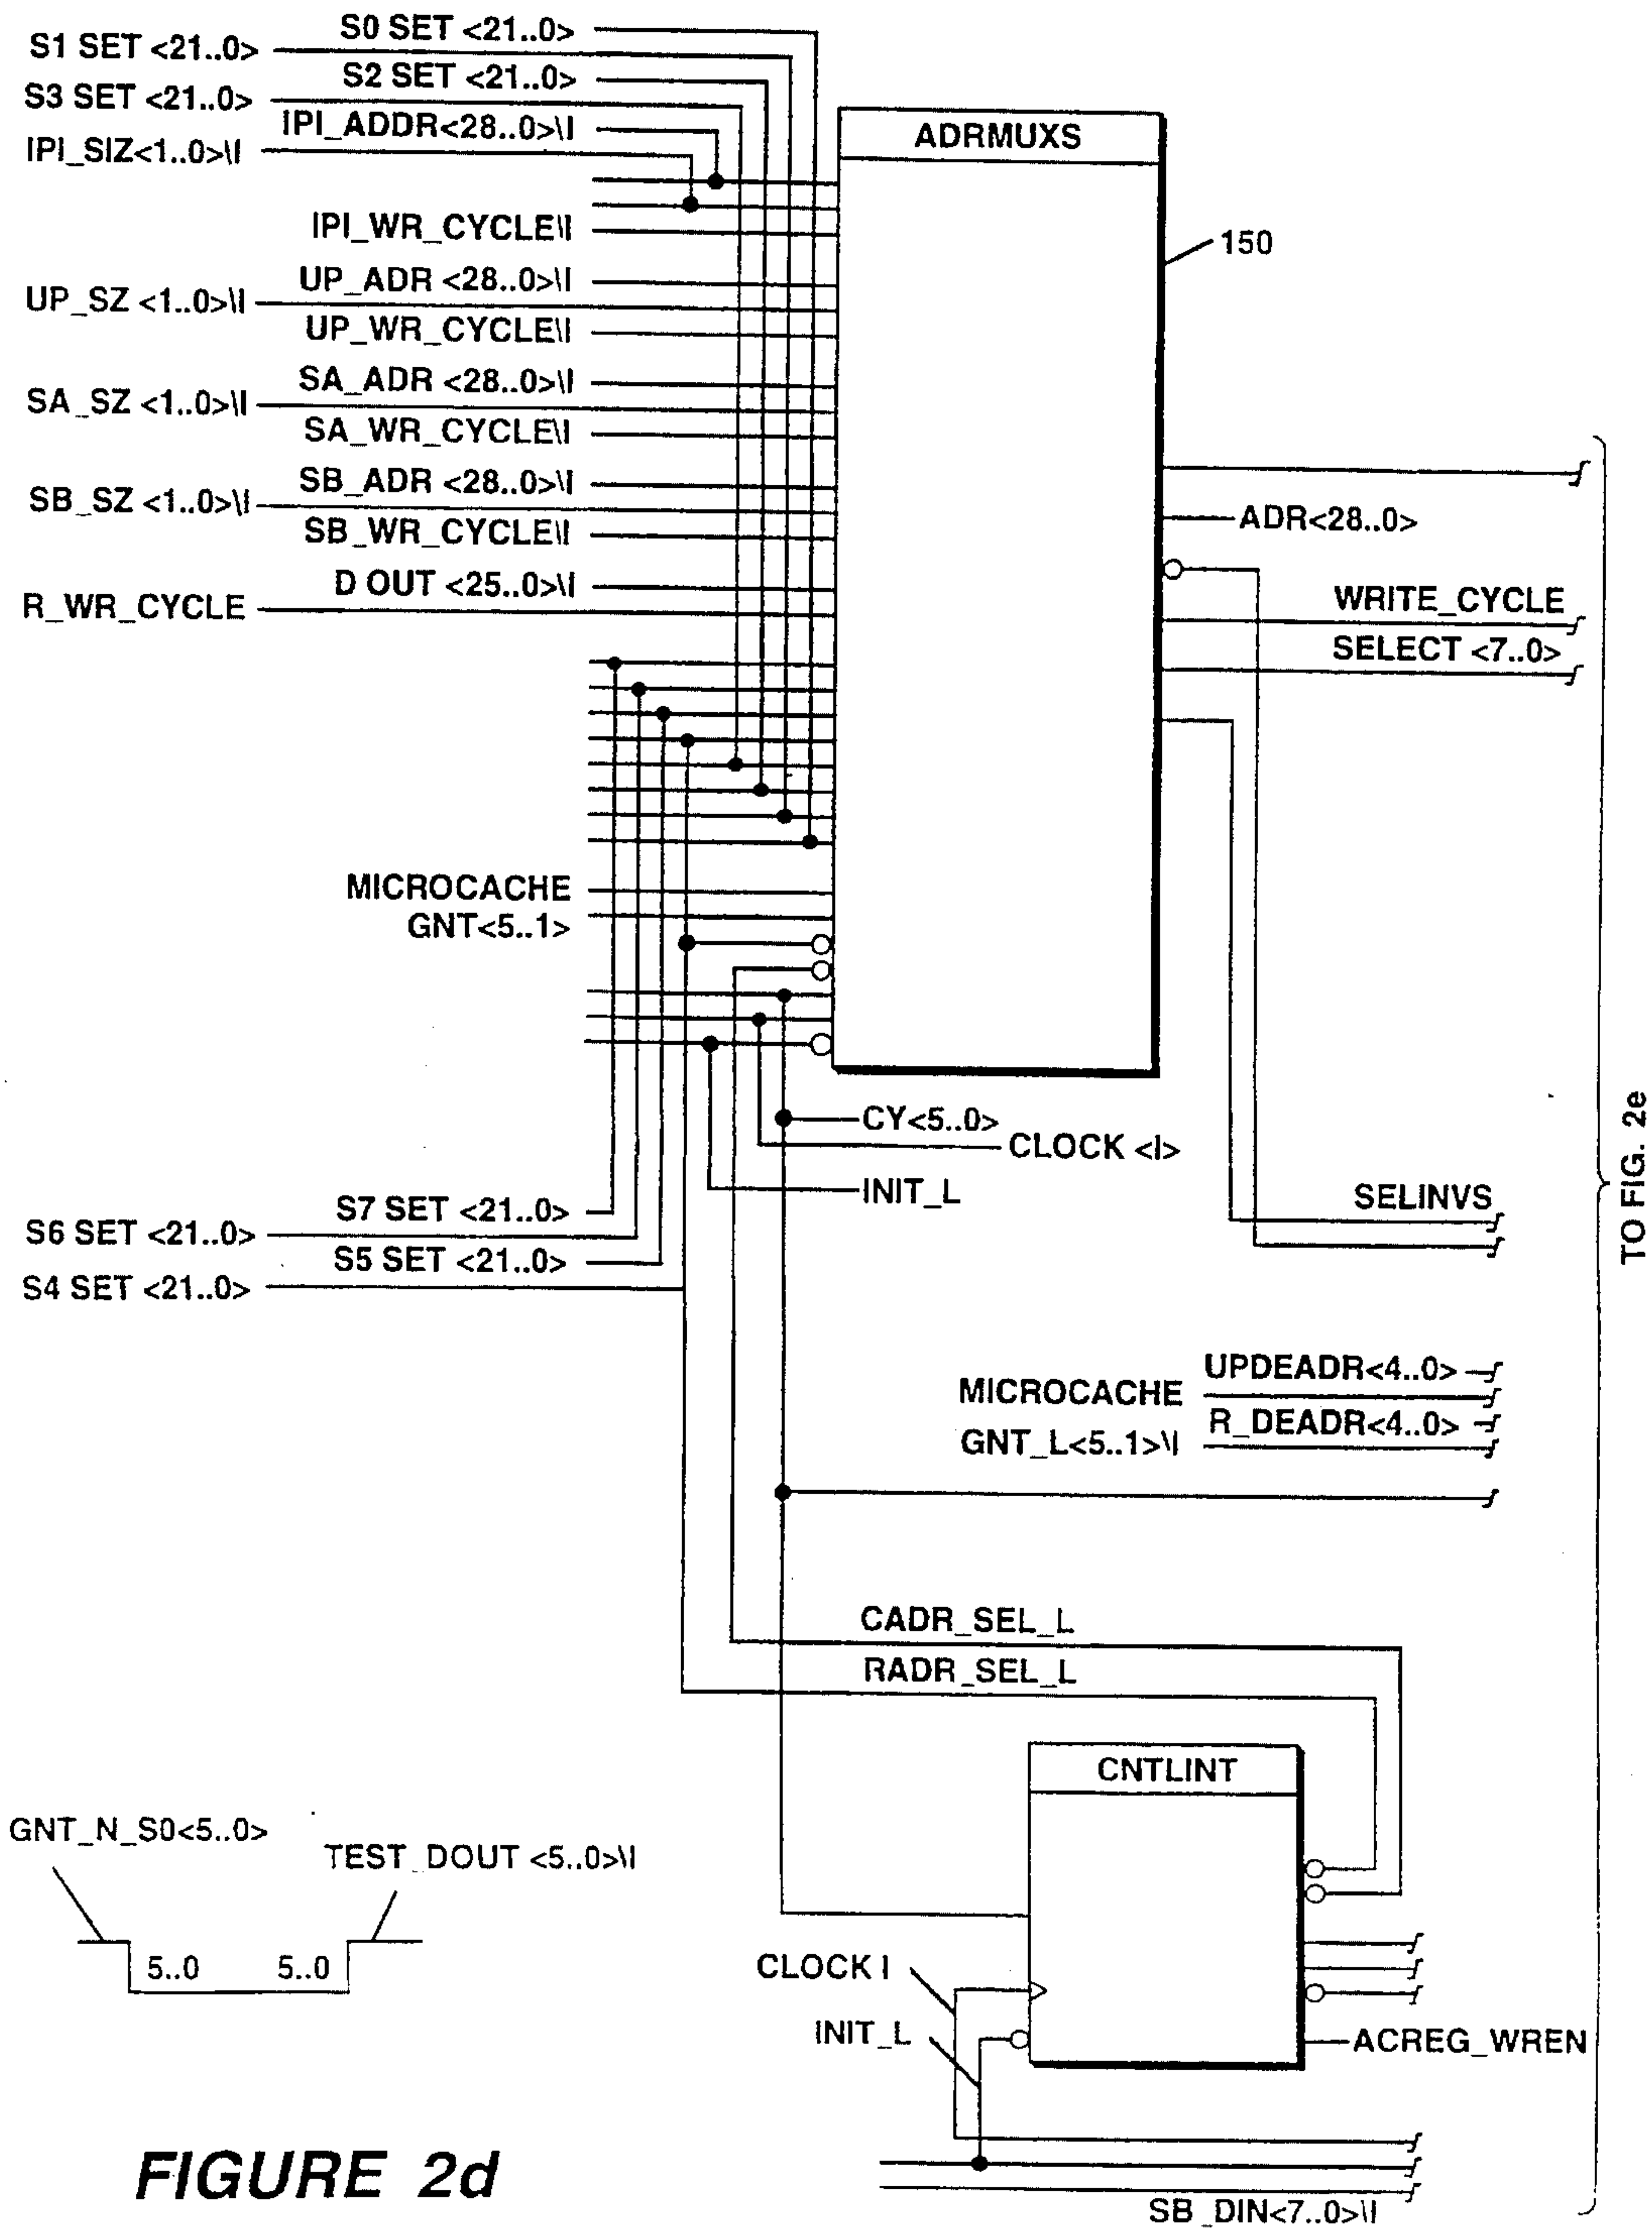 S0 SET <21..0>
S1 SET <21..0>
S2 SET <21..0>
S3 SET <21..0>
IPI_ADDR<28..0>\I
IPI_SIZ<1..0>\I
ADRMUXS
IPI_WR_CYCLE\I
150
UP_ADR <28..0>\I
UP_SZ <1..0>\I
UP_WR_CYCLE\I
SA_ADR <28..0>\I
SA_SZ <1..0>\I
SA_WR_CYCLE\I
SB_ADR <28..0>\I
SB_SZ <1..0>\I
SB_WR_CYCLE\I
ADR<28..0>
D OUT <25..0>\I
R_WR_CYCLE
WRITE_CYCLE
SELECT <7..0>
MICROCACHE
GNT<5..1>
CY<5..0>
CLOCK <I>
INIT_L
SELINVS
S7 SET <21..0>
S6 SET <21..0>
S5 SET <21..0>
S4 SET <21..0>
TO FIG. 2e
UPDEADR<4..0>
MICROCACHE
R_DEADR<4..0>
GNT_L<5..1>\I
CADR_SEL_L
RADR_SEL_L
CNTLINT
GNT_N_S0<5..0>
TEST_DOUT <5..0>\I
5..0 5..0
CLOCK I
INIT_L
ACREG_WREN
SB_DIN<7..0>\I
FIGURE 2d